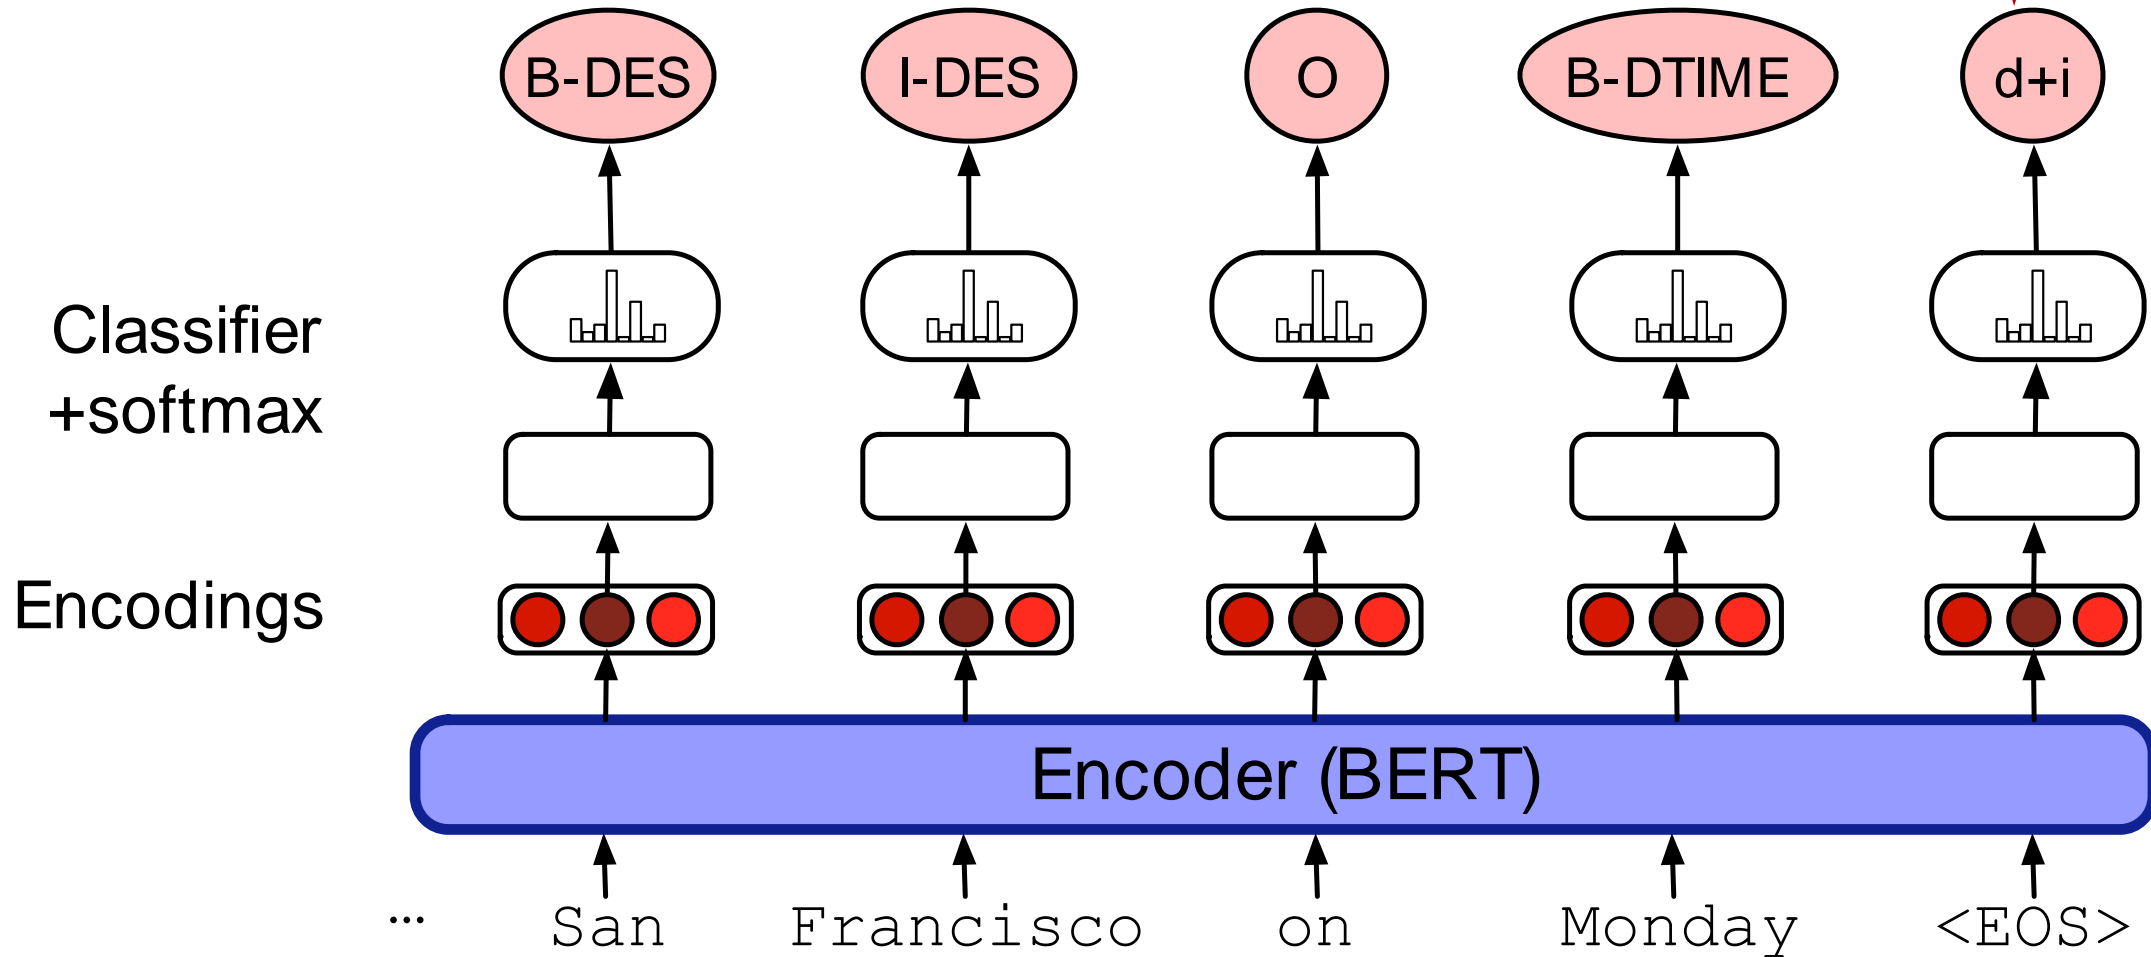 B-DES I-DES O B-DTIME d+i
Classifier
+softmax
Encodings
Encoder (BERT)
… San Francisco on Monday <EOS>